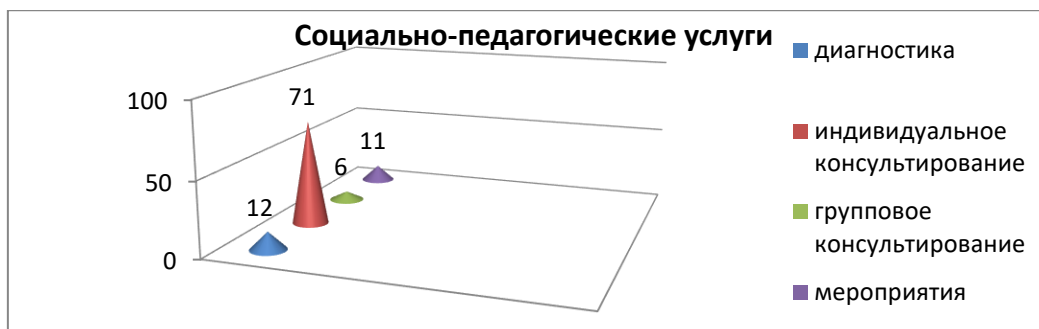 Социально-педагогические услуги
100
50
0
12
71
6
11
диагностика
индивидуальное
консультирование
групповое
консультирование
мероприятия